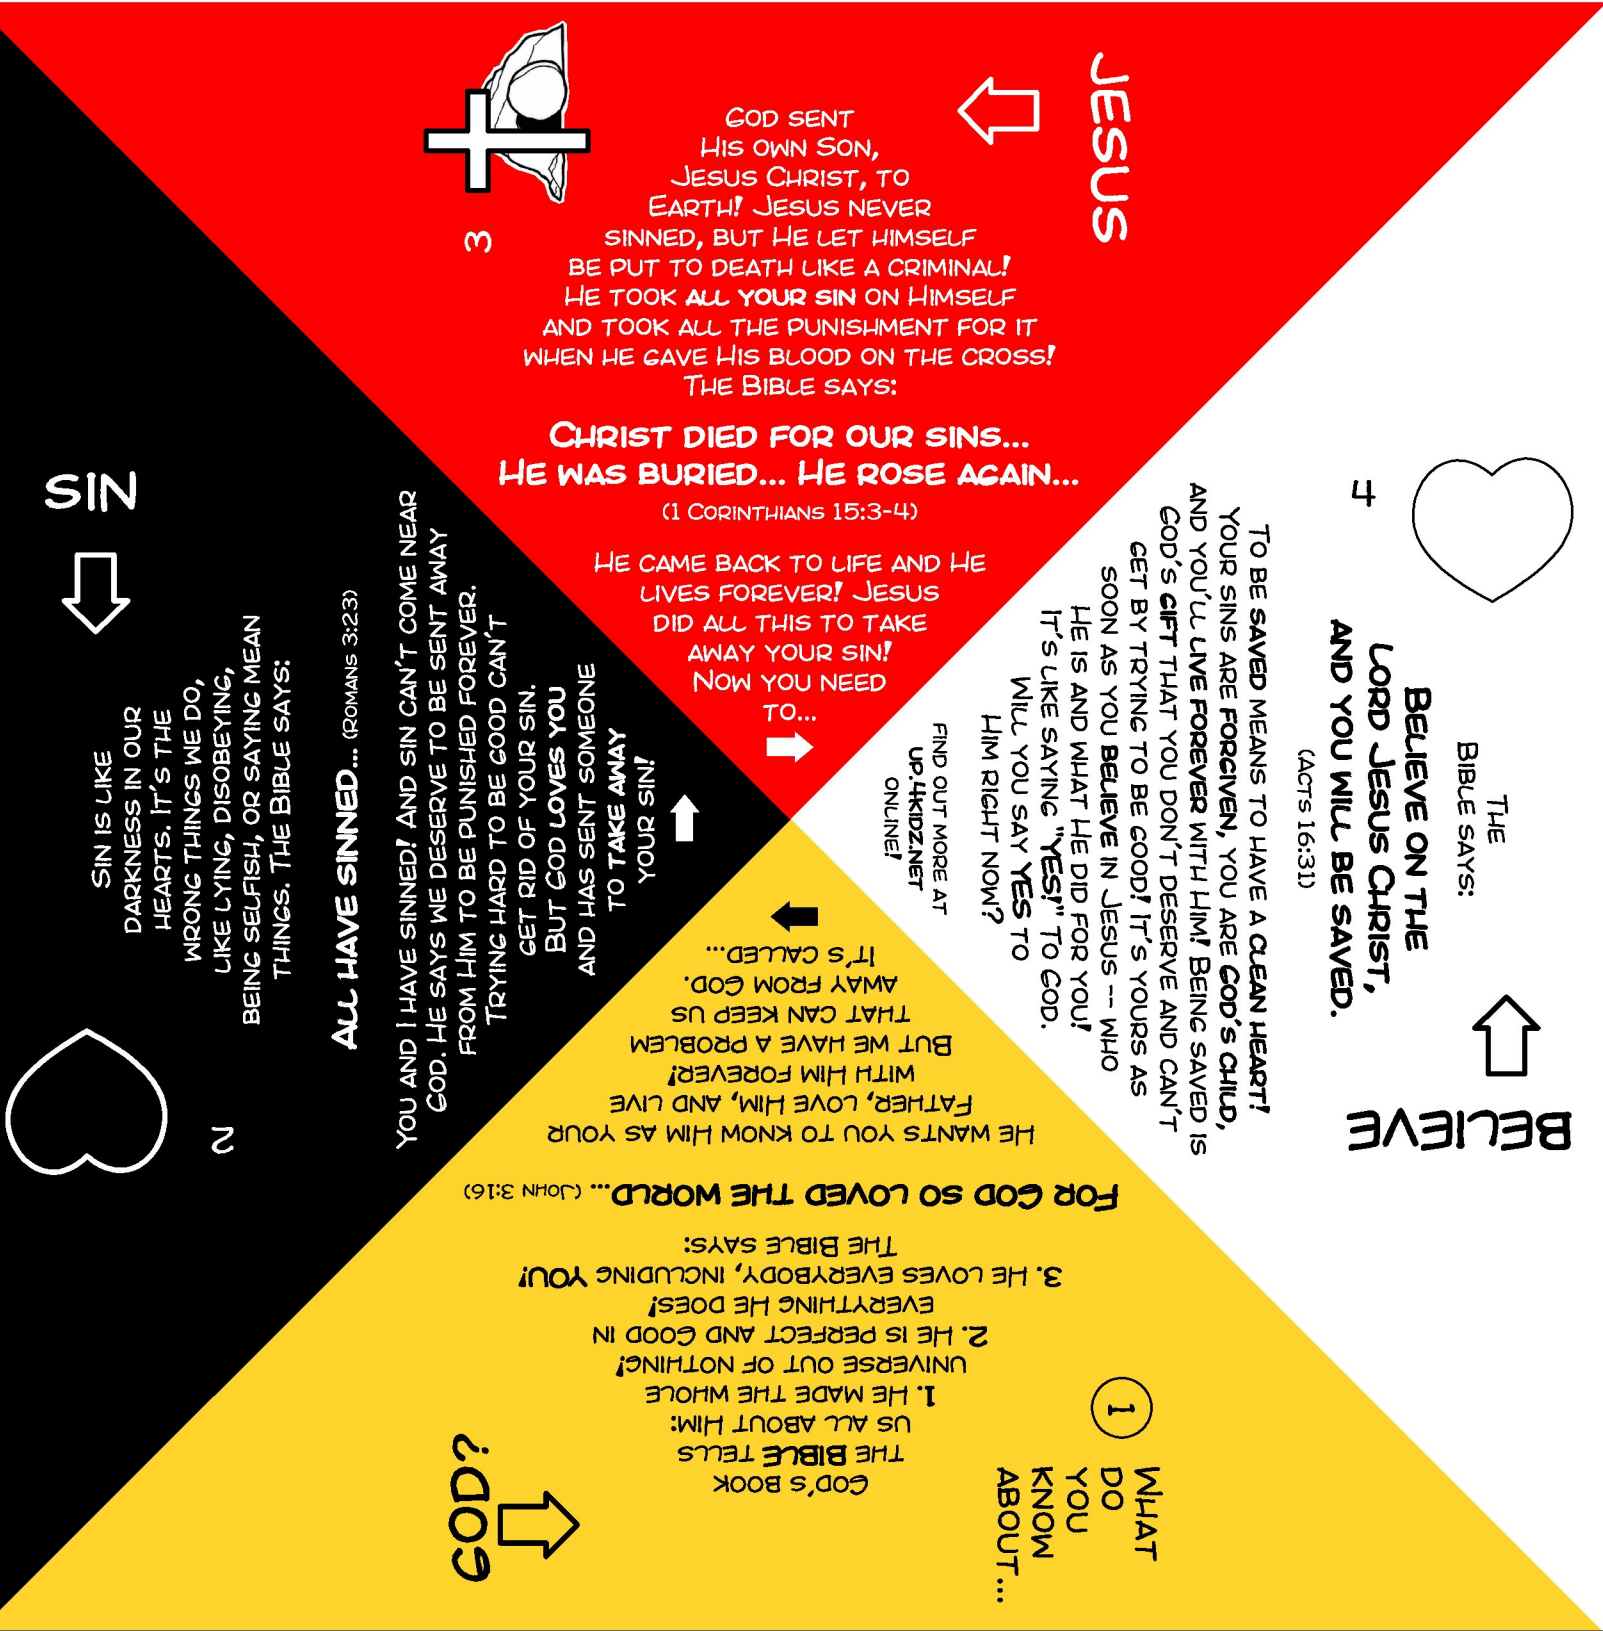 WHAT
DO
YOU
KNOW
ABOUT...
1
GOD?
GOD'S BOOK
THE BIBLE TELLS
US ALL ABOUT HIM:
1. HE MADE THE WHOLE
UNIVERSE OUT OF NOTHING!
2. HE IS PERFECT AND GOOD IN
EVERYTHING HE DOES!
3. HE LOVES EVERYBODY, INCLUDING YOU!
THE BIBLE SAYS:
FOR GOD SO LOVED THE WORLD... (JOHN 3:16)
HE WANTS YOU TO KNOW HIM AS YOUR
FATHER, LOVE HIM, AND LIVE
WITH HIM FOREVER!
BUT WE HAVE A PROBLEM
THAT CAN KEEP US
AWAY FROM GOD.
IT'S CALLED...
SIN
2
SIN IS LIKE
DARKNESS IN OUR
HEARTS. IT'S THE
WRONG THINGS WE DO,
LIKE LYING, DISOBEYING,
BEING SELFISH, OR SAYING MEAN
THINGS. THE BIBLE SAYS:
ALL HAVE SINNED... (ROMANS 3:23)
YOU AND I HAVE SINNED! AND SIN CAN'T COME NEAR
GOD. HE SAYS WE DESERVE TO BE SENT AWAY
FROM HIM TO BE PUNISHED FOREVER.
TRYING HARD TO BE GOOD CAN'T
GET RID OF YOUR SIN.
BUT GOD LOVES YOU
AND HAS SENT SOMEONE
TO TAKE AWAY
YOUR SIN!
JESUS
3
GOD SENT
HIS OWN SON,
JESUS CHRIST, TO
EARTH! JESUS NEVER
SINNED, BUT HE LET HIMSELF
BE PUT TO DEATH LIKE A CRIMINAL!
HE TOOK ALL YOUR SIN ON HIMSELF
AND TOOK ALL THE PUNISHMENT FOR IT
WHEN HE GAVE HIS BLOOD ON THE CROSS!
THE BIBLE SAYS:
CHRIST DIED FOR OUR SINS...
HE WAS BURIED... HE ROSE AGAIN...
(1 CORINTHIANS 15:3-4)
HE CAME BACK TO LIFE AND HE
LIVES FOREVER! JESUS
DID ALL THIS TO TAKE
AWAY YOUR SIN!
NOW YOU NEED
TO...
BELIEVE
4
THE
BIBLE SAYS:
BELIEVE ON THE
LORD JESUS CHRIST,
AND YOU WILL BE SAVED.
(ACTS 16:31)
TO BE SAVED MEANS TO HAVE A CLEAN HEART!
YOUR SINS ARE FORGIVEN, YOU ARE GOD'S CHILD,
AND YOU'LL LIVE FOREVER WITH HIM! BEING SAVED IS
GOD'S GIFT THAT YOU DON'T DESERVE AND CAN'T
GET BY TRYING TO BE GOOD! IT'S YOURS AS
SOON AS YOU BELIEVE IN JESUS -- WHO
HE IS AND WHAT HE DID FOR YOU!
IT'S LIKE SAYING "YES!" TO GOD.
WILL YOU SAY YES TO
HIM RIGHT NOW?
FIND OUT MORE AT
UP.4KIDZ.NET
ONLINE!